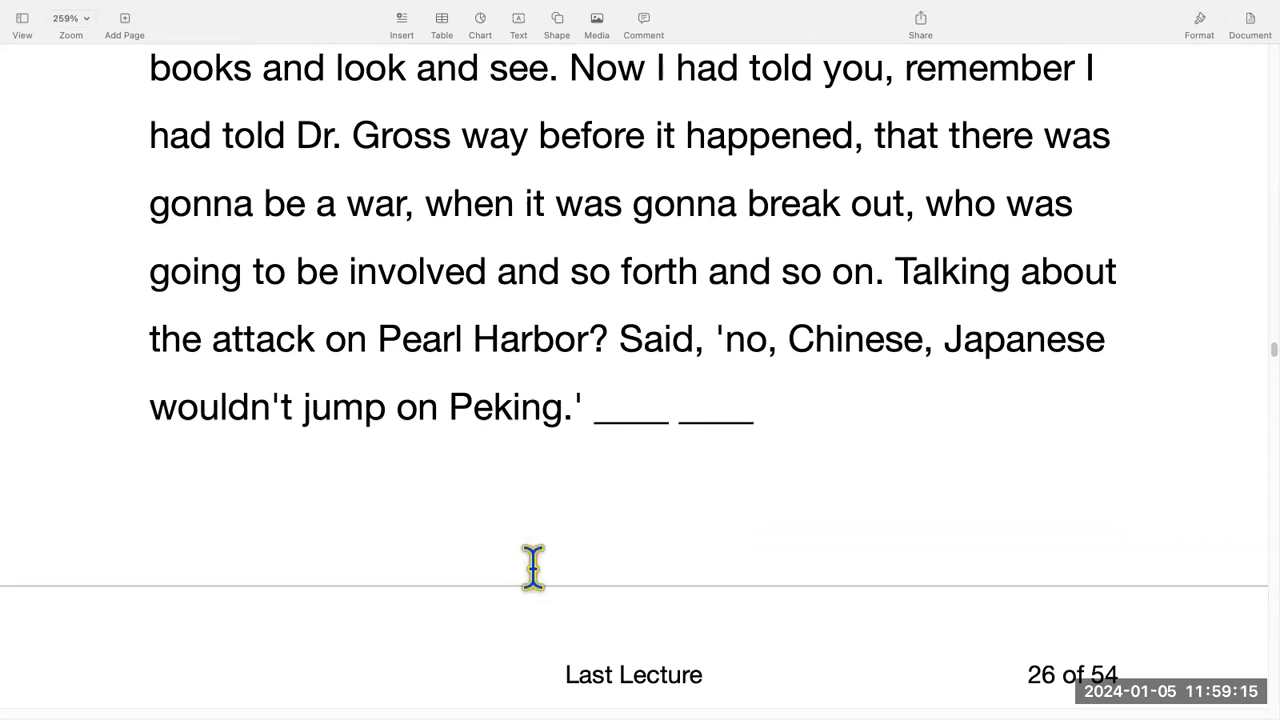 259%
View
Zoom
Add Page
Insert
Table
Chart
Text
Shape
Media
Comment
Share
Format
Document
books and look and see. Now I had told you, remember I
had told Dr. Gross way before it happened, that there was
gonna be a war, when it was gonna break out, who was
going to be involved and so forth and so on. Talking about
the attack on Pearl Harbor? Said, 'no, Chinese, Japanese
wouldn't jump on Peking.' ____ ____
Last Lecture
26 of 54
2024-01-05 11:59:15